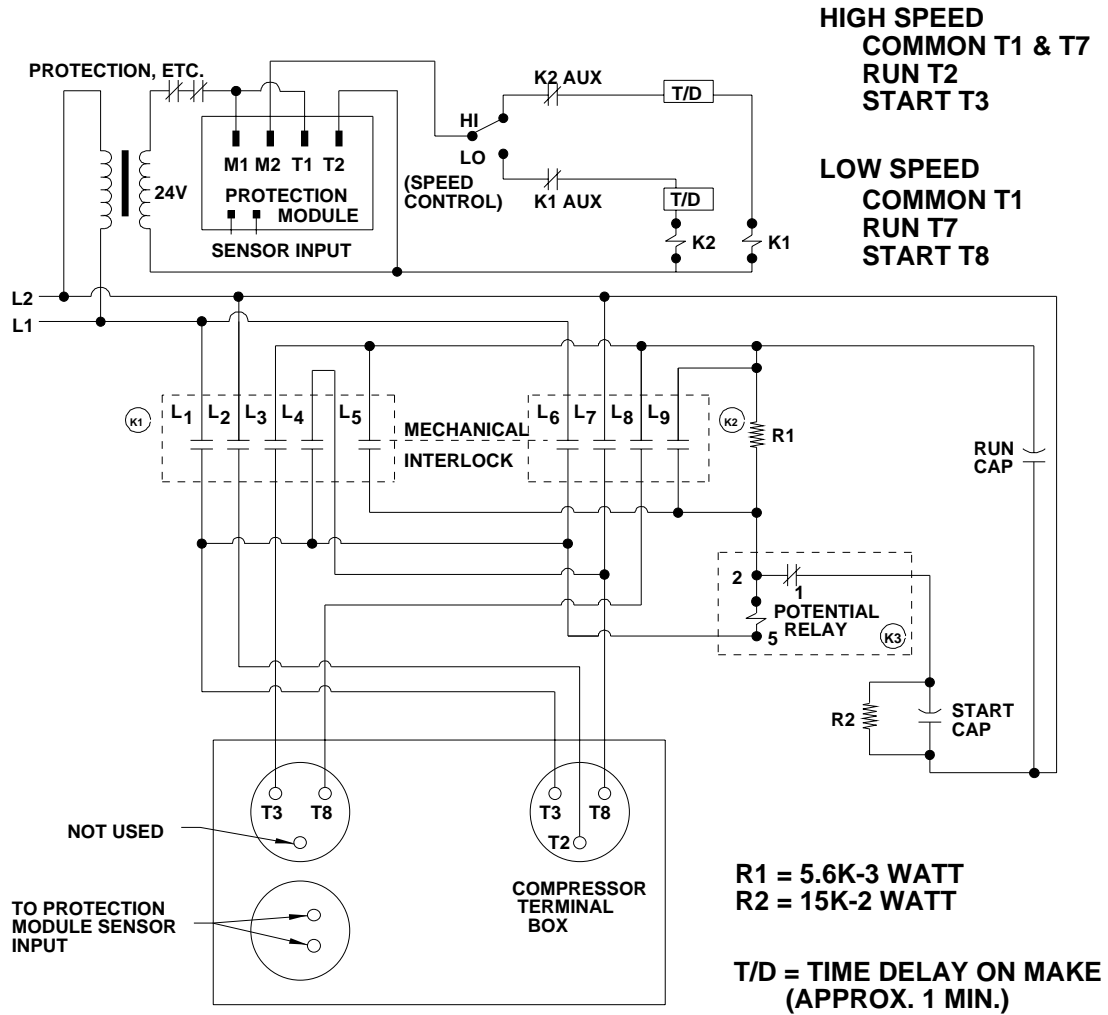 HIGH SPEED
COMMON T1 & T7
RUN T2
START T3
LOW SPEED
COMMON T1
RUN T7
START T8
PROTECTION, ETC.
24V
M1 M2 T1 T2
PROTECTION
MODULE
SENSOR INPUT
HI
LO
(SPEED
CONTROL)
K2 AUX
T/D
K1 AUX
T/D
K2
K1
L2
L1
K1
L1 L2 L3 L4 L5
MECHANICAL
INTERLOCK
L6 L7 L8 L9
K2
R1
RUN
CAP
2
1
POTENTIAL
RELAY
5
K3
R2
START
CAP
T3 T8
NOT USED
T3 T8
T2
TO PROTECTION
MODULE SENSOR
INPUT
COMPRESSOR
TERMINAL
BOX
R1 = 5.6K-3 WATT
R2 = 15K-2 WATT
T/D = TIME DELAY ON MAKE
(APPROX. 1 MIN.)